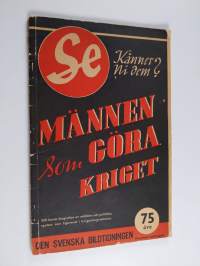 Se
Känner
ni dem?
MÄNNEN
som GÖRA
KRIGET
75
öre
DEN SVENSKA BILDTIDNINGEN